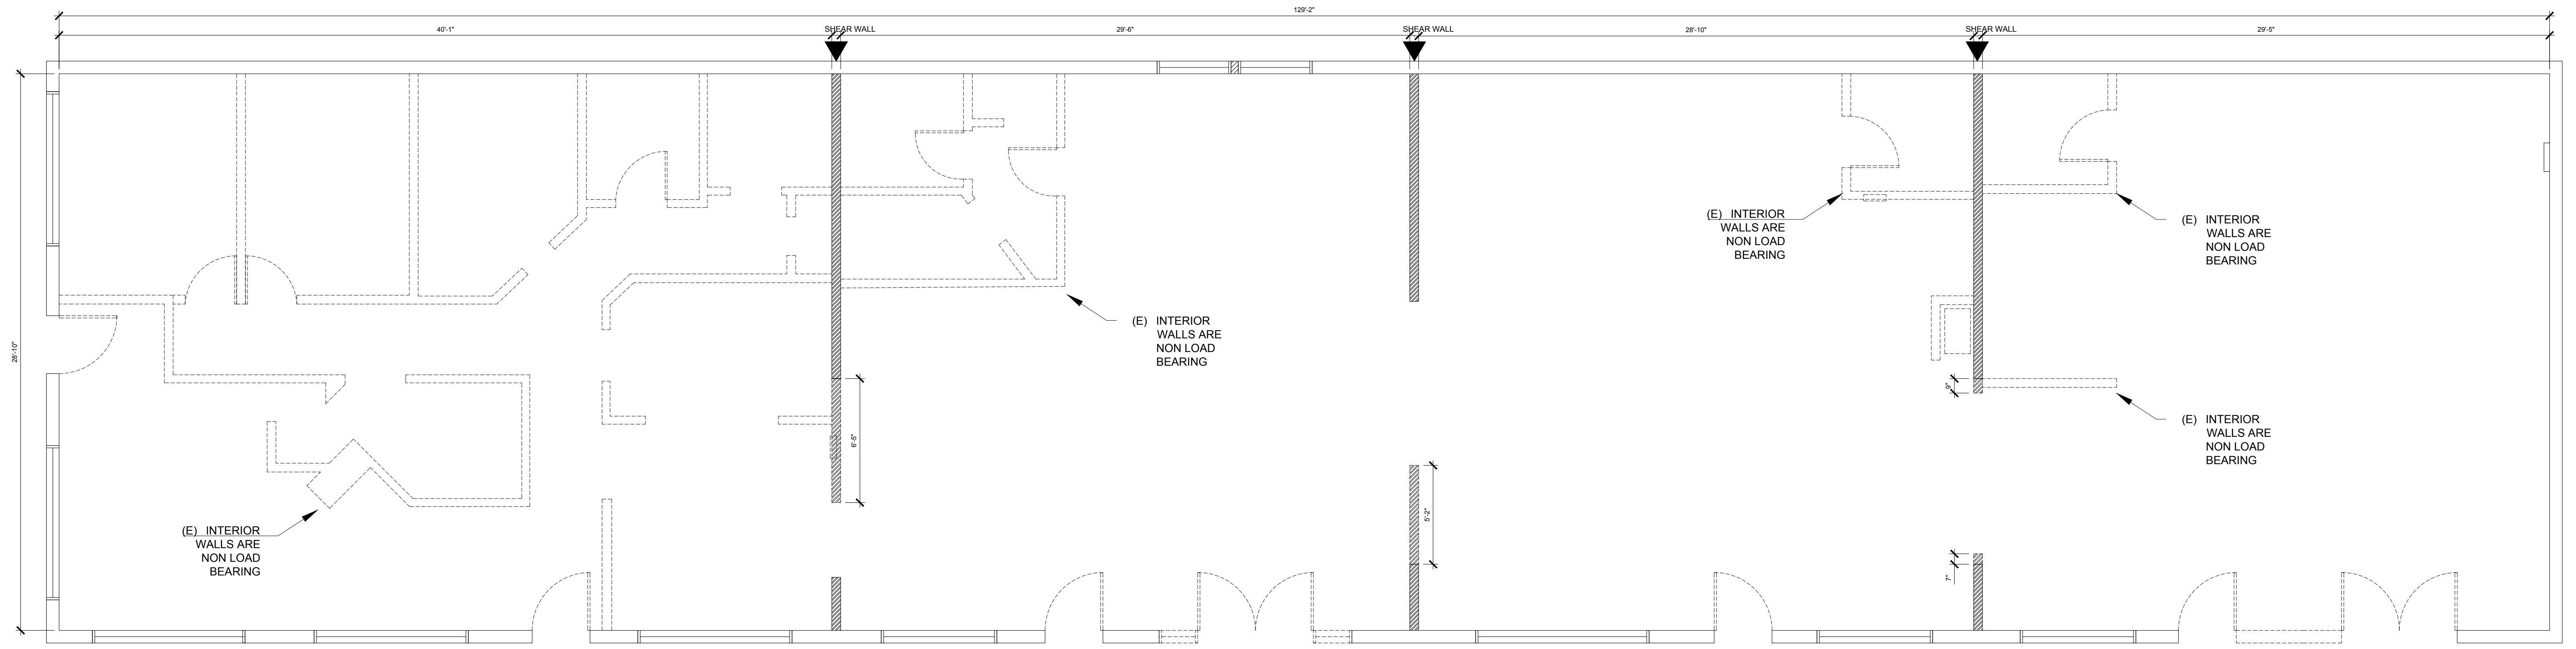 129'-2"
40'-1"
SHEAR WALL
29'-6"
SHEAR WALL
28'-10"
SHEAR WALL
29'-5"
28'-10"
(E) INTERIOR
WALLS ARE
NON LOAD
BEARING
(E) INTERIOR
WALLS ARE
NON LOAD
BEARING
(E) INTERIOR
WALLS ARE
NON LOAD
BEARING
9"
6'-5"
(E) INTERIOR
WALLS ARE
NON LOAD
BEARING
5'-2"
(E) INTERIOR
WALLS ARE
NON LOAD
BEARING
7"